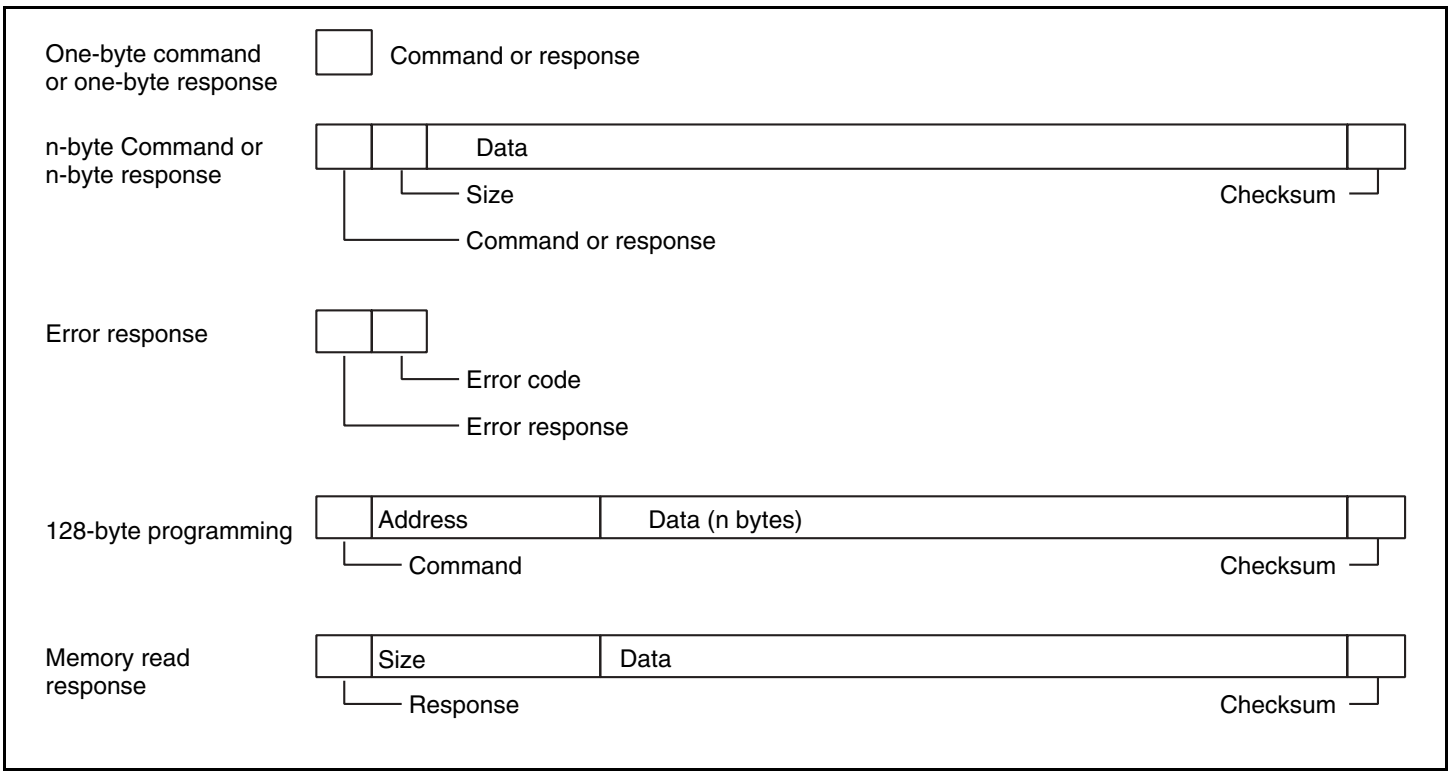 One-byte command
or one-byte response
Command or response
n-byte Command or
n-byte response
Data
Size
Checksum
Command or response
Error response
Error code
Error response
128-byte programming
Address
Data (n bytes)
Command
Checksum
Memory read
response
Size
Data
Response
Checksum